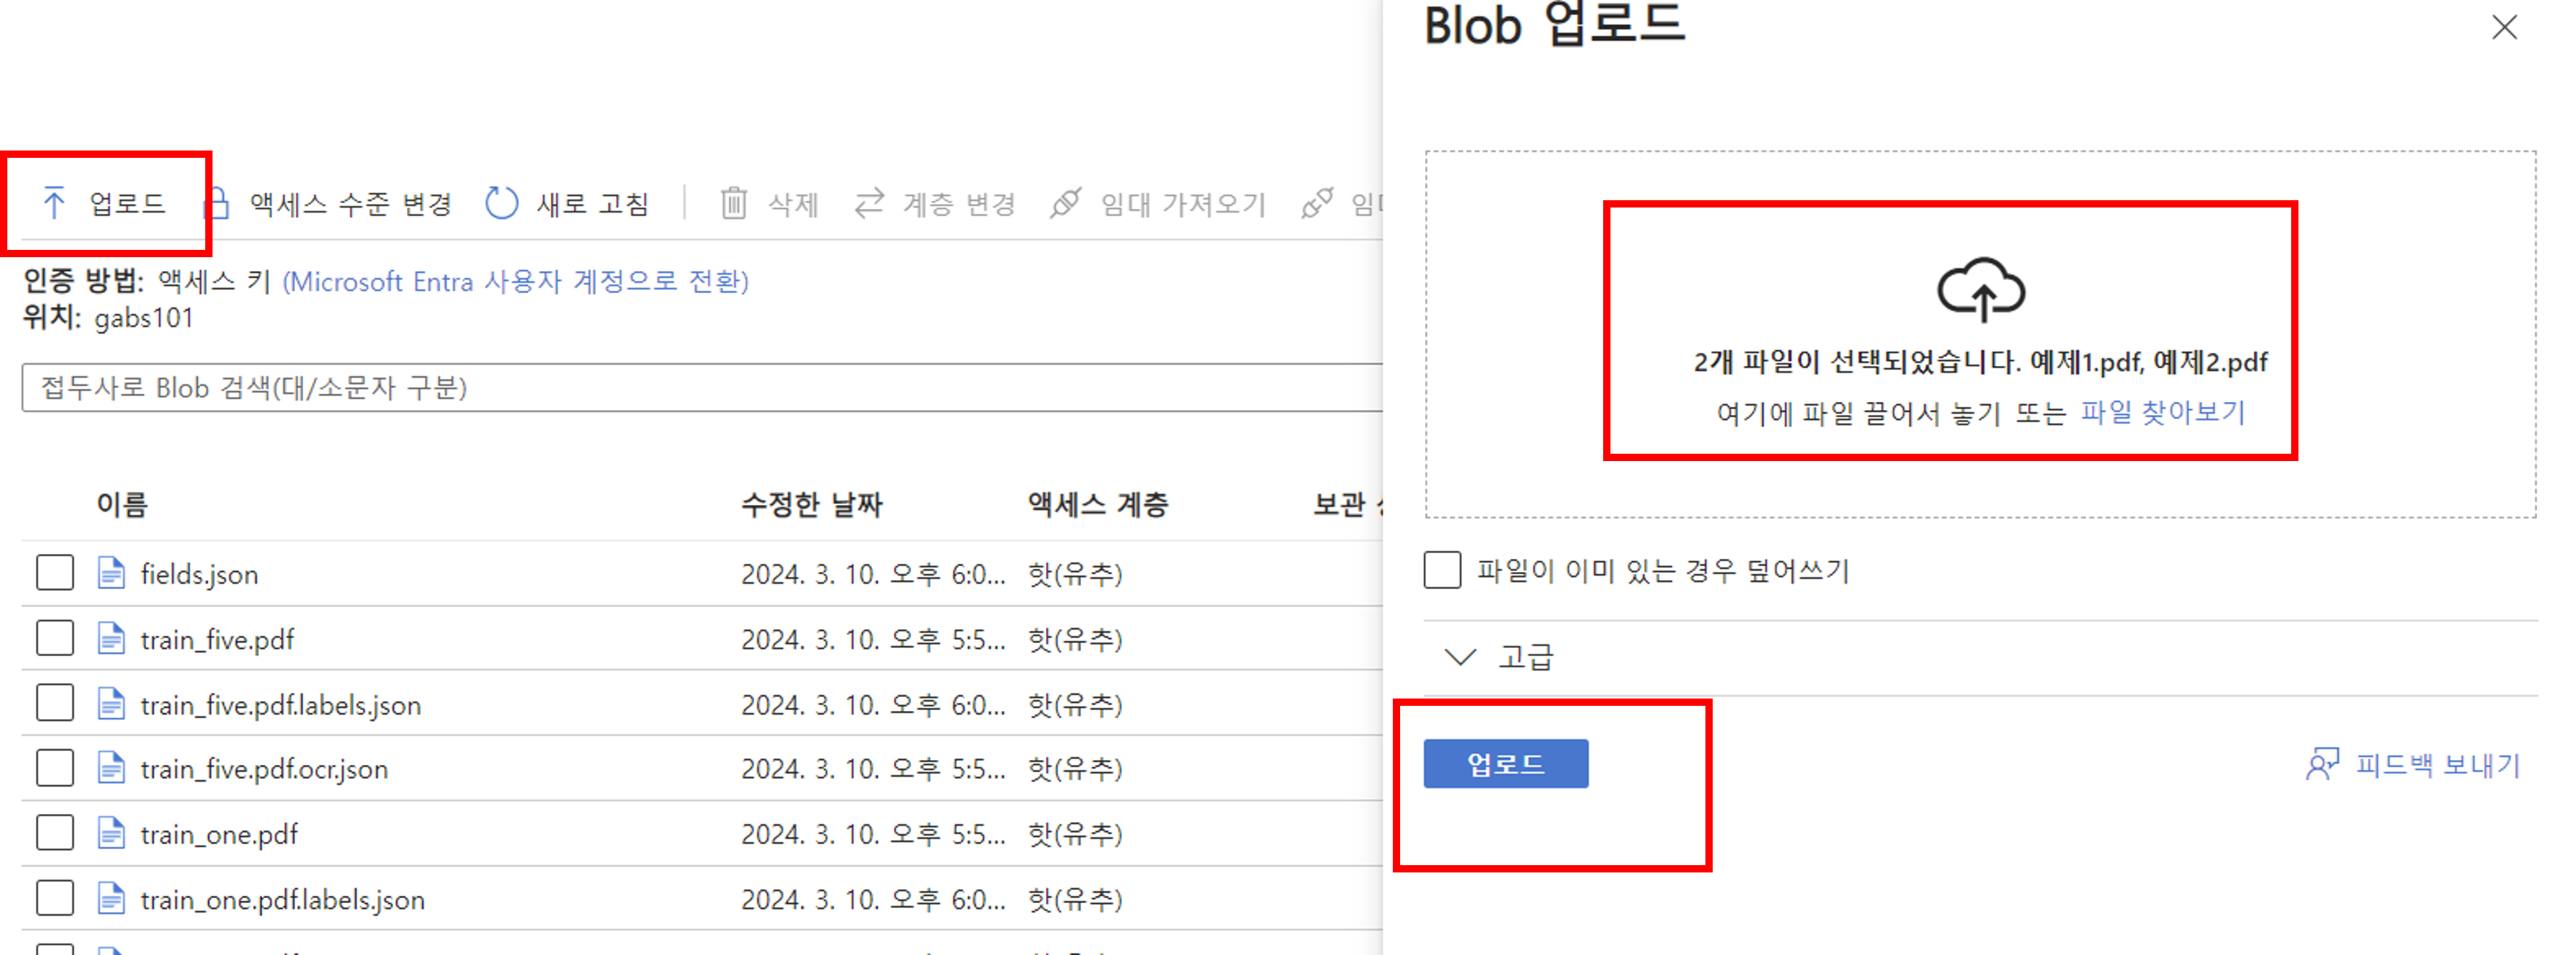 Blob 업로드
업로드 액세스 수준 변경 새로 고침 삭제 계층 변경 임대 가져오기
인증 방법: 액세스 키 (Microsoft Entra 사용자 계정으로 전환)
위치: gabs101
접두사로 Blob 검색(대/소문자 구분)
이름 수정한 날짜 액세스 계층 보관
fields.json 2024. 3. 10. 오후 6:0... 핫(유추)
train_five.pdf 2024. 3. 10. 오후 5:5... 핫(유추)
train_five.pdf.labels.json 2024. 3. 10. 오후 6:0... 핫(유추)
train_five.pdf.ocr.json 2024. 3. 10. 오후 5:5... 핫(유추)
train_one.pdf 2024. 3. 10. 오후 5:5... 핫(유추)
train_one.pdf.labels.json 2024. 3. 10. 오후 6:0... 핫(유추)
2개 파일이 선택되었습니다. 예제1.pdf, 예제2.pdf
여기에 파일 끌어서 놓기 또는 파일 찾아보기
파일이 이미 있는 경우 덮어쓰기
고급
업로드
피드백 보내기